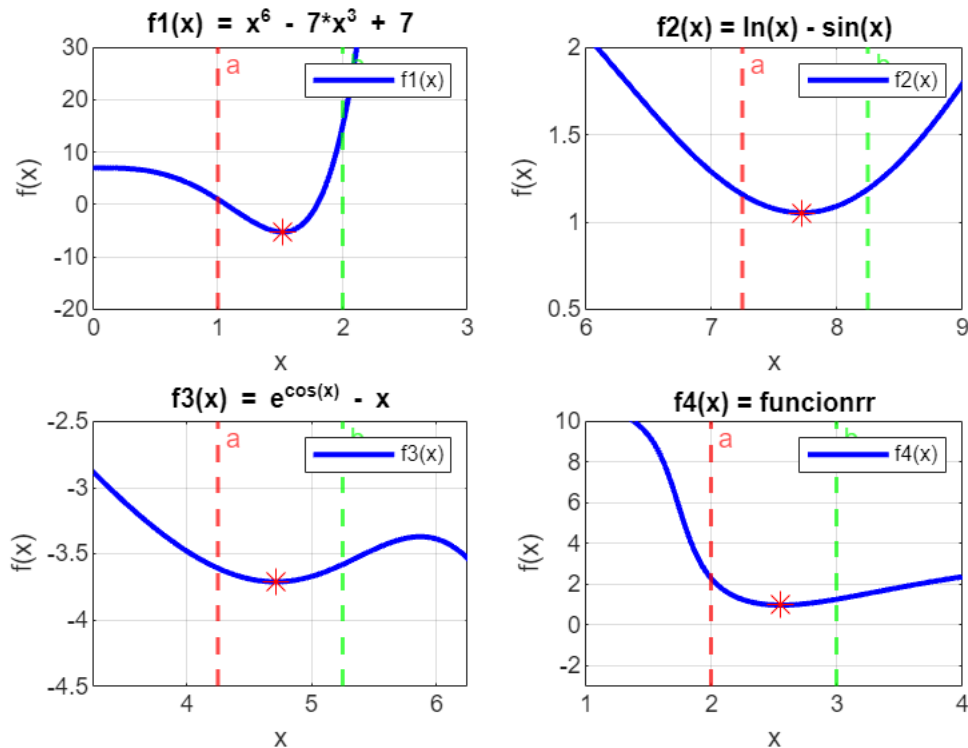 f1(x) = x⁶ - 7*x³ + 7
30
20
10
0
-10
-20
f(x)
a
b
f1(x)
0
1
2
3
x
f2(x) = ln(x) - sin(x)
2
1.5
1
0.5
f(x)
a
b
f2(x)
6
7
8
9
x
f3(x) = e^cos(x) - x
-2.5
-3
-3.5
-4
-4.5
f(x)
a
b
f3(x)
4
5
6
x
f4(x) = funcionrr
10
8
6
4
2
0
-2
f(x)
a
b
f4(x)
1
2
3
4
x